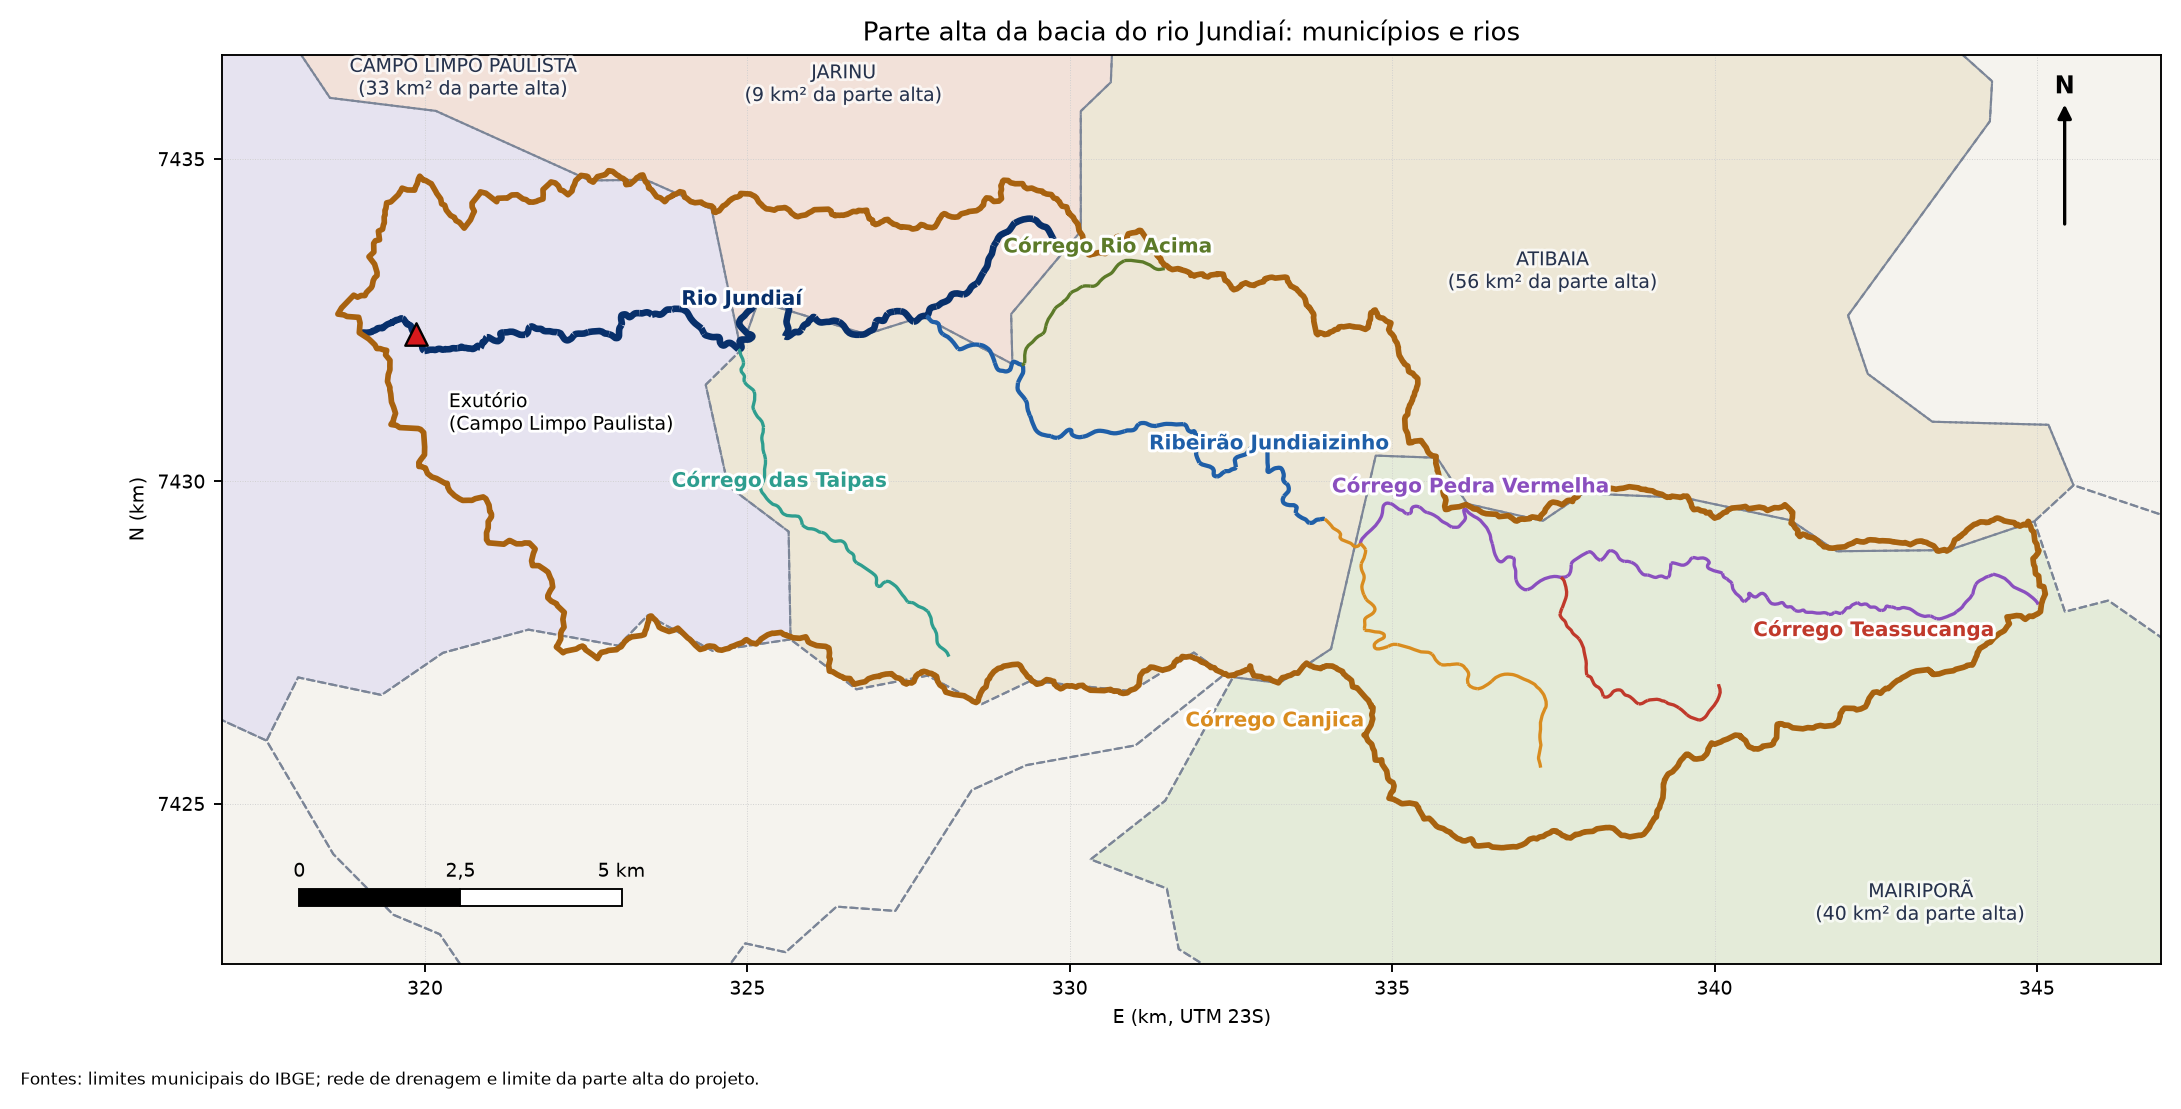 Parte alta da bacia do rio Jundiaí: municípios e rios
CAMPO LIMPO PAULISTA
(33 km² da parte alta)
JARINU
(9 km² da parte alta)
N
7435
Córrego Rio Acima
ATIBAIA
(56 km² da parte alta)
Rio Jundiaí
Exutório
(Campo Limpo Paulista)
Ribeirão Jundiaizinho
7430
Córrego das Taipas
Córrego Pedra Vermelha
N (km)
Córrego Teassucanga
Córrego Canjica
7425
0
2,5
5 km
MAIRIPORÃ
(40 km² da parte alta)
320
325
330
335
340
345
E (km, UTM 23S)
Fontes: limites municipais do IBGE; rede de drenagem e limite da parte alta do projeto.